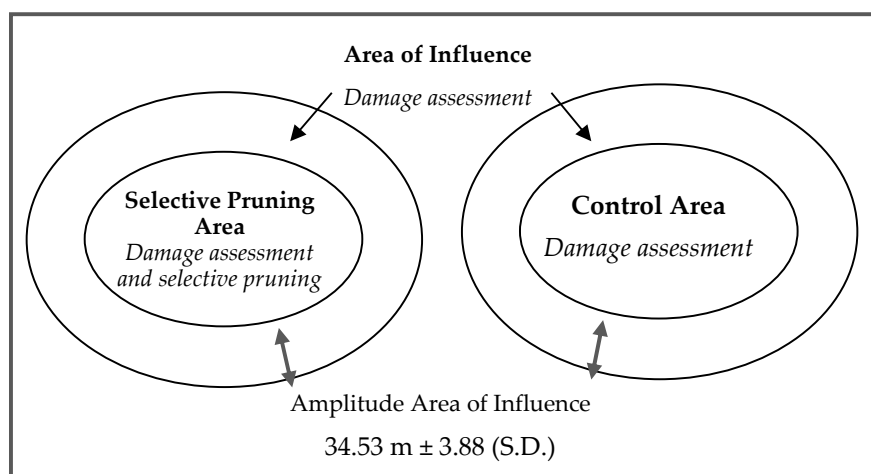 Area of Influence
Damage assessment
Selective Pruning
Area
Damage assessment
and selective pruning
Control Area
Damage assessment
Amplitude Area of Influence
34.53 m ± 3.88 (S.D.)